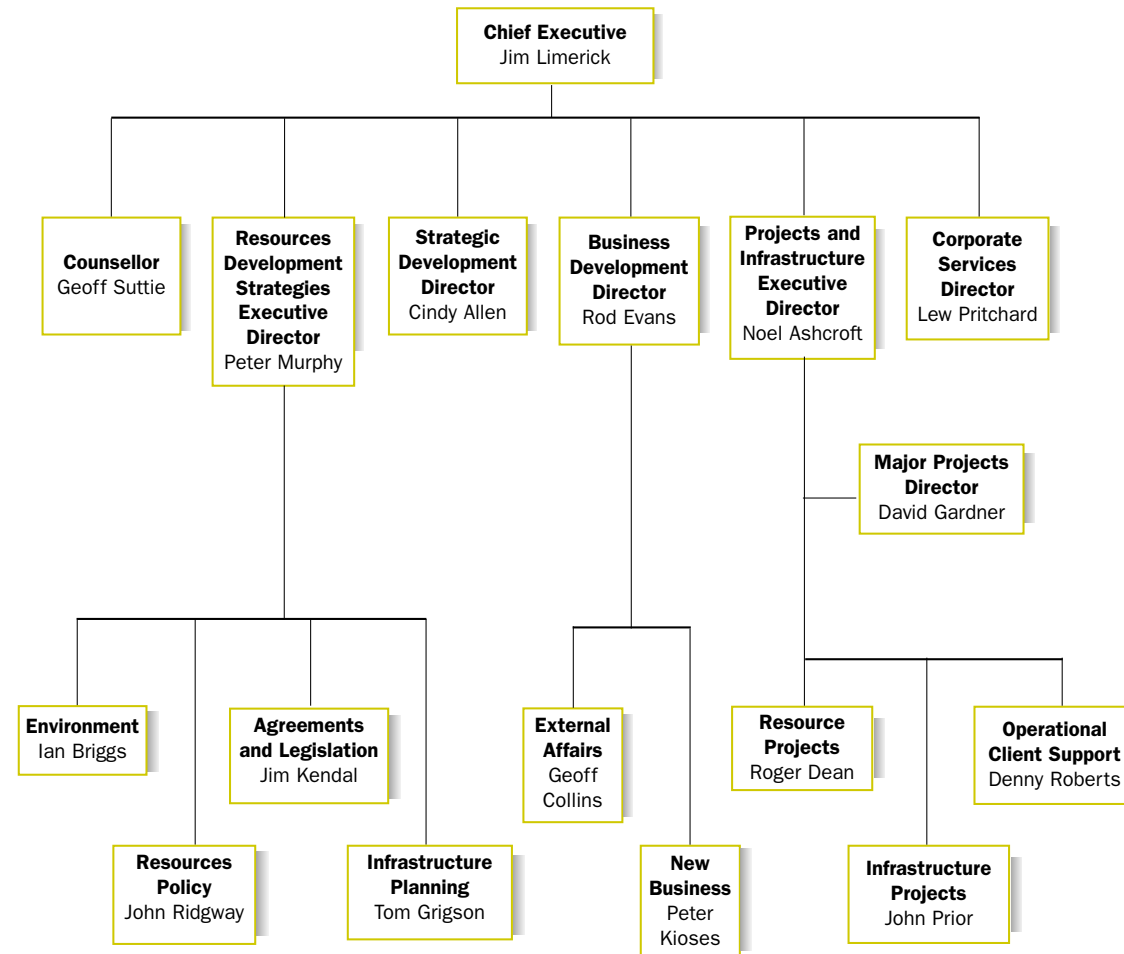 Chief Executive
Jim Limerick
Counsellor
Geoff Suttie
Resources
Development
Strategies
Executive
Director
Peter Murphy
Strategic
Development
Director
Cindy Allen
Business
Development
Director
Rod Evans
Projects and
Infrastructure
Executive
Director
Noel Ashcroft
Corporate
Services
Director
Lew Pritchard
Major Projects
Director
David Gardner
Environment
Ian Briggs
Agreements
and Legislation
Jim Kendal
External
Affairs
Geoff
Collins
Resource
Projects
Roger Dean
Operational
Client Support
Denny Roberts
Resources
Policy
John Ridgway
Infrastructure
Planning
Tom Grigson
New
Business
Peter
Kioses
Infrastructure
Projects
John Prior